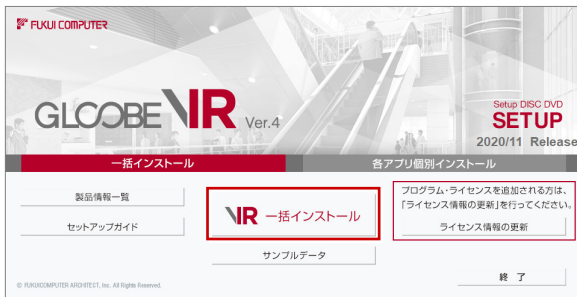 FUKUI COMPUTER
GLOOBE VR Ver.4
Setup DISC DVD
SETUP
2020/11 Release
一括インストール
各アプリ個別インストール
製品情報一覧
セットアップガイド
VR 一括インストール
サンプルデータ
プログラム・ライセンスを追加される方は、
「ライセンス情報の更新」を行ってください。
ライセンス情報の更新
終 了
© FUKUICOMPUTER ARCHITECT, Inc. All Rights Reserved.